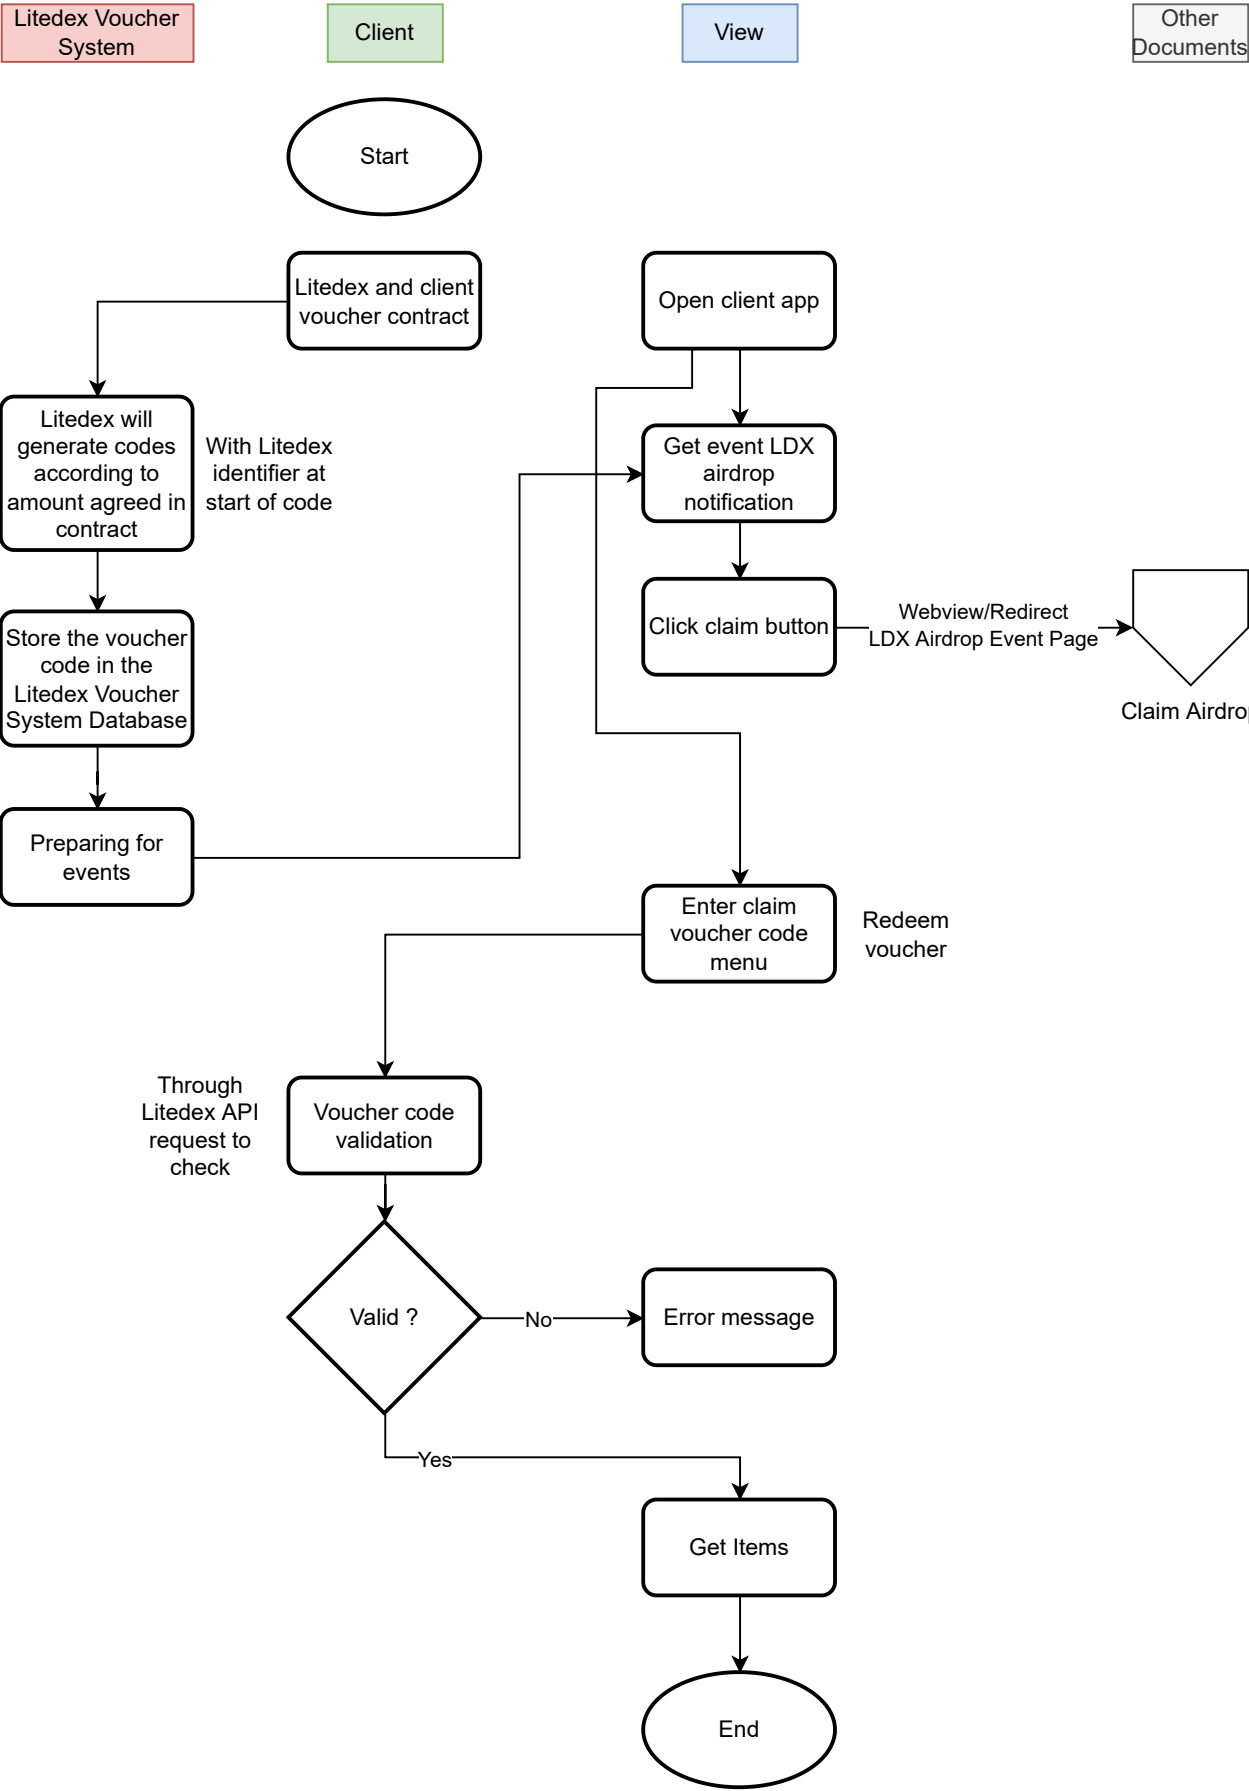 Litedex Voucher
System
Client
View
Other
Documents
Start
Litedex and client
voucher contract
Open client app
Litedex will
generate codes
according to
amount agreed in
contract
With Litedex
identifier at
start of code
Get event LDX
airdrop
notification
Click claim button
Webview/Redirect
LDX Airdrop Event Page
Claim Airdrop
Store the voucher
code in the
Litedex Voucher
System Database
Preparing for
events
Enter claim
voucher code
menu
Redeem
voucher
Through
Litedex API
request to
check
Voucher code
validation
Valid ?
No
Error message
Yes
Get Items
End